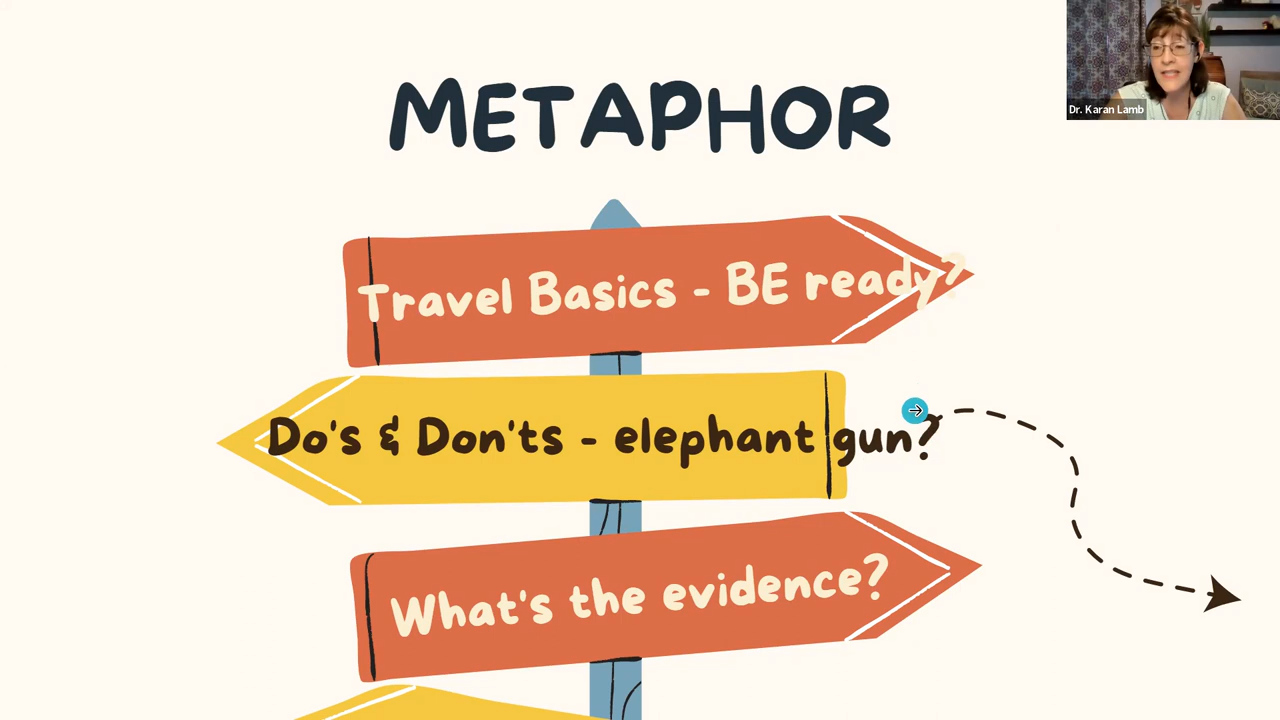 METAPHOR
Dr. Karan Lamb
Travel Basics - BE ready?
Do's & Don'ts - elephant gun?
What's the evidence?